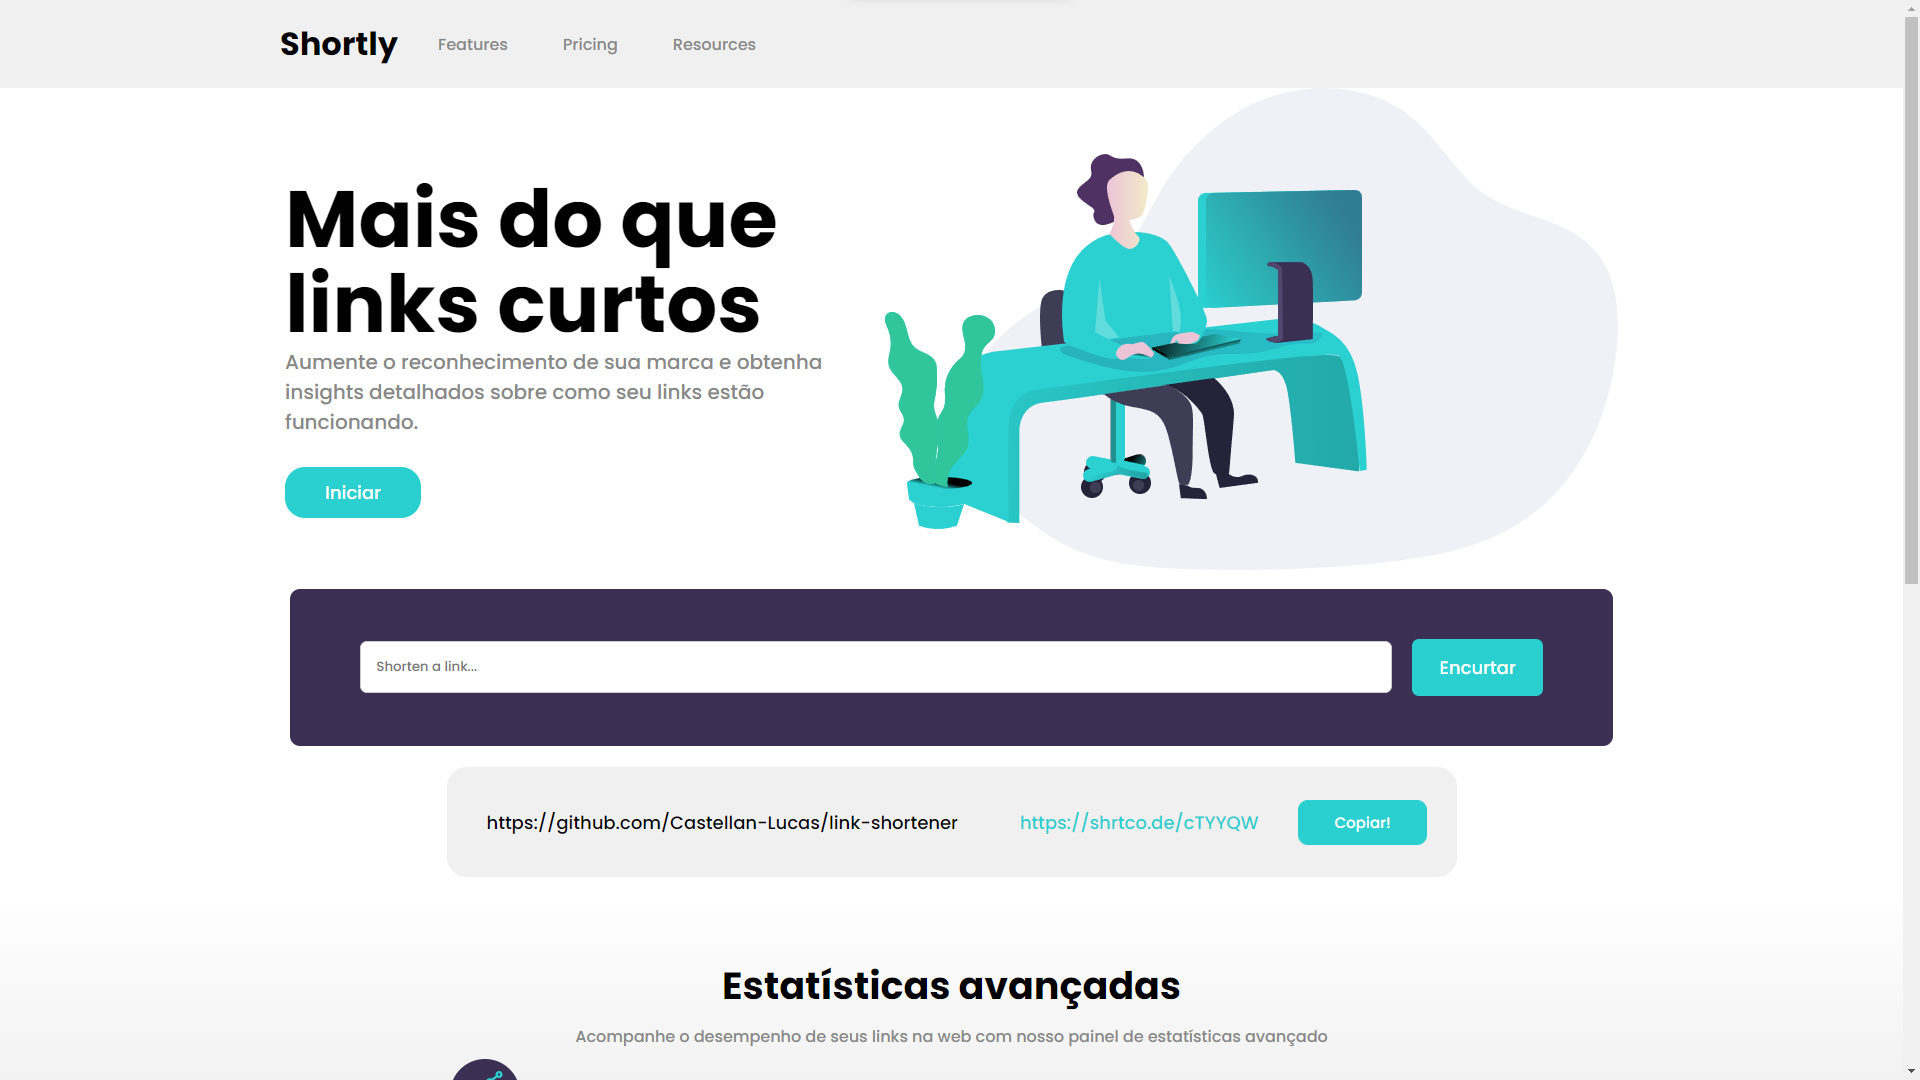 Shortly Features Pricing Resources
Mais do que
links curtos
Aumente o reconhecimento de sua marca e obtenha
insights detalhados sobre como seu links estão
funcionando.
Iniciar
Shorten a link...
Encurtar
https://github.com/Castellan-Lucas/link-shortener https://shrtco.de/cTYYQW Copiar!
Estatísticas avançadas
Acompanhe o desempenho de seus links na web com nosso painel de estatísticas avançado